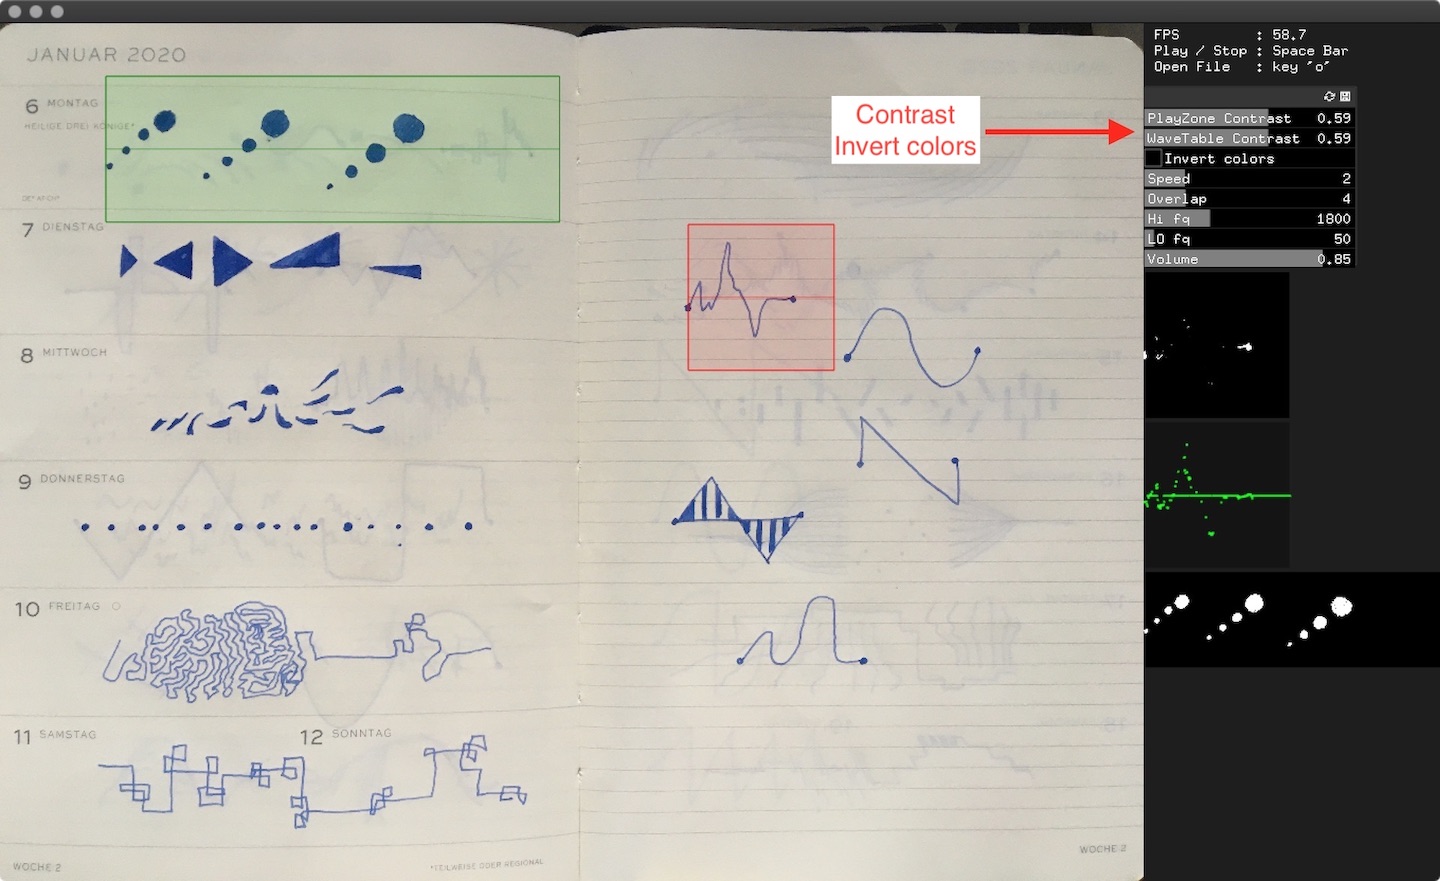 JANUAR 2020
6 MONTAG
HEILIGE DREI KÖNIGE*
7 DIENSTAG
8 MITTWOCH
9 DONNERSTAG
10 FREITAG
11 SAMSTAG
12 SONNTAG
WOCHE 2
*TEILWEISE ODER REGIONAL
Contrast
Invert colors
WOCHE 2
FPS : 58.7
Play / Stop : Space Bar
Open File : key 'o'
PlayZone Contrast 0.59
WaveTable Contrast 0.59
Invert colors
Speed 2
Overlap 4
Hi fq 1800
LO fq 50
Volume 0.85